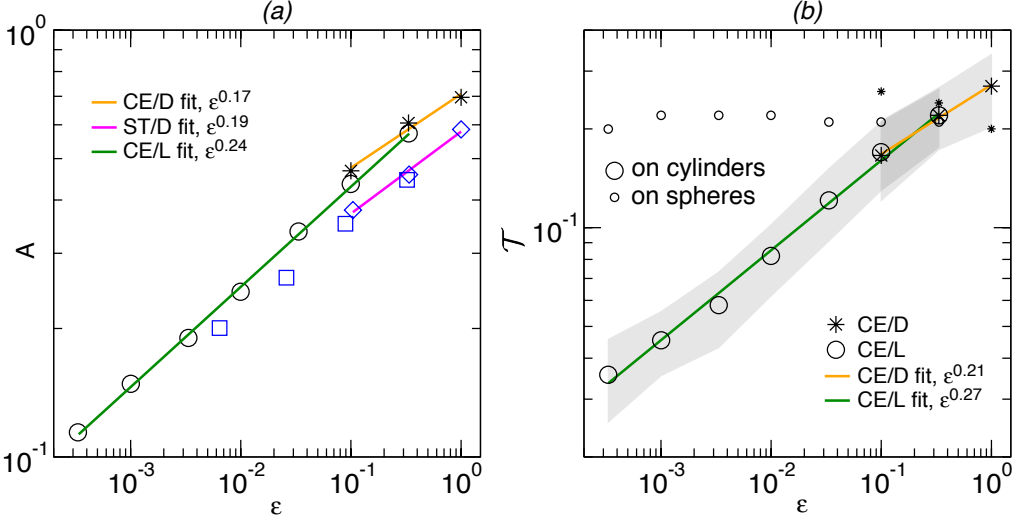 (a)
10^0
CE/D fit, ε^0.17
ST/D fit, ε^0.19
CE/L fit, ε^0.24
A
10^-1
10^-3
10^-2
10^-1
10^0
ε
(b)
on cylinders
on spheres
𝒯
10^-1
CE/D
CE/L
CE/D fit, ε^0.21
CE/L fit, ε^0.27
10^-3
10^-2
10^-1
10^0
ε